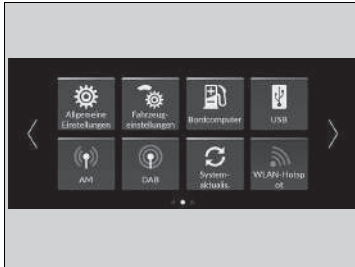 Allgemeine
Einstellungen
Fahrzeug-
einstellungen
Bordcomputer
USB
AM
DAB
System-
aktualis.
WLAN-Hotsp
ot